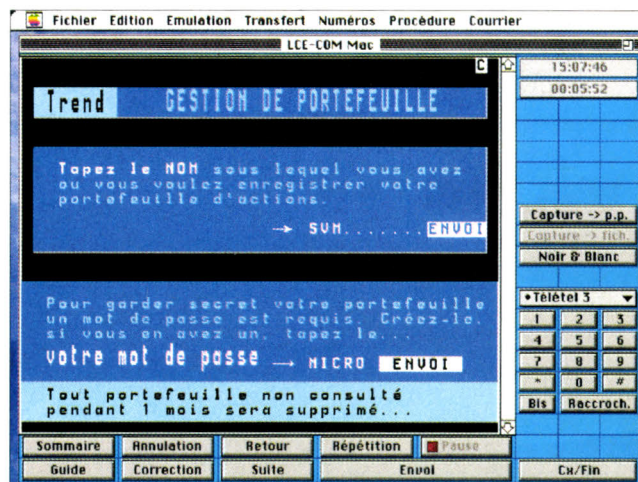 Fichier Edition Emulation Transfert Numéros Procédure Courrier
LCE-COM Mac
C
15:07:46
00:05:52
Trend GESTION DE PORTEFEUILLE
Tapez le NOM sous lequel vous avez
ou vous voulez enregistrer votre
portefeuille d'actions.
→ SVM.......ENVOI
Capture -> p.p.
Capture -> fich.
Noir & Blanc
Pour garder secret votre portefeuille
un mot de passe est requis. Créez-le,
si vous en avez un, tapez le...
votre mot de passe → MICRO ENVOI
Tout portefeuille non consulté
pendant 1 mois sera supprimé...
•Télétel 3 ▼
1 2 3
4 5 6
7 8 9
* 0 #
Bis Raccroch.
Sommaire Annulation Retour Répétition Pause
Guide Correction Suite Envoi Cx/Fin